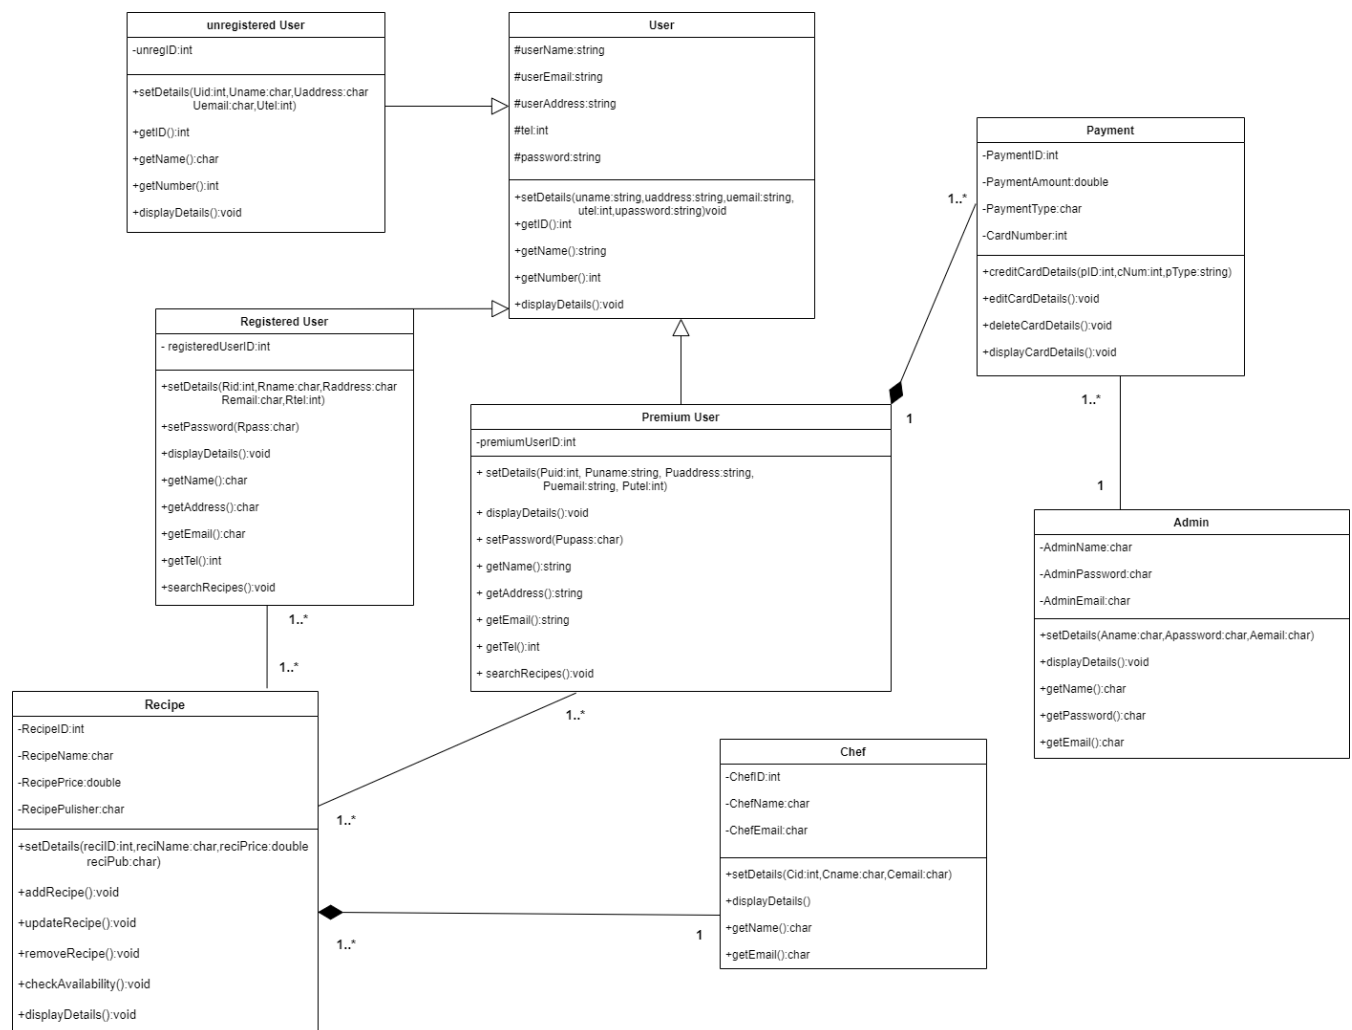 unregistered User
-unregID:int
+setDetails(Uid:int,Uname:char,Uaddress:char
Uemail:char,Utel:int)
+getID():int
+getName():char
+getNumber():int
+displayDetails():void
User
#userName:string
#userEmail:string
#userAddress:string
#tel:int
#password:string
+setDetails(uname:string,uaddress:string,uemail:string,
utel:int,upassword:string)void
+getID():int
+getName():string
+getNumber():int
+displayDetails():void
Payment
-PaymentID:int
-PaymentAmount:double
-PaymentType:char
-CardNumber:int
+creditCardDetails(pID:int,cNum:int,pType:string)
+editCardDetails():void
+deleteCardDetails():void
+displayCardDetails():void
1..*
1
1..*
1
Registered User
- registeredUserID:int
+setDetails(Rid:int,Rname:char,Raddress:char
Remail:char,Rtel:int)
+setPassword(Rpass:char)
+displayDetails():void
+getName():char
+getAddress():char
+getEmail():char
+getTel():int
+searchRecipes():void
1..*
1..*
Premium User
-premiumUserID:int
+ setDetails(Puid:int, Puname:string, Puaddress:string,
Puemail:string, Putel:int)
+ displayDetails():void
+ setPassword(Pupass:char)
+ getName():string
+ getAddress():string
+ getEmail():string
+ getTel():int
+ searchRecipes():void
1..*
1..*
Admin
-AdminName:char
-AdminPassword:char
-AdminEmail:char
+setDetails(Aname:char,Apassword:char,Aemail:char)
+displayDetails():void
+getName():char
+getPassword():char
+getEmail():char
Recipe
-RecipeID:int
-RecipeName:char
-RecipePrice:double
-RecipePulisher:char
+setDetails(reciID:int,reciName:char,reciPrice:double
reciPub:char)
+addRecipe():void
+updateRecipe():void
+removeRecipe():void
+checkAvailability():void
+displayDetails():void
1..*
1
Chef
-ChefID:int
-ChefName:char
-ChefEmail:char
+setDetails(Cid:int,Cname:char,Cemail:char)
+displayDetails()
+getName():char
+getEmail():char